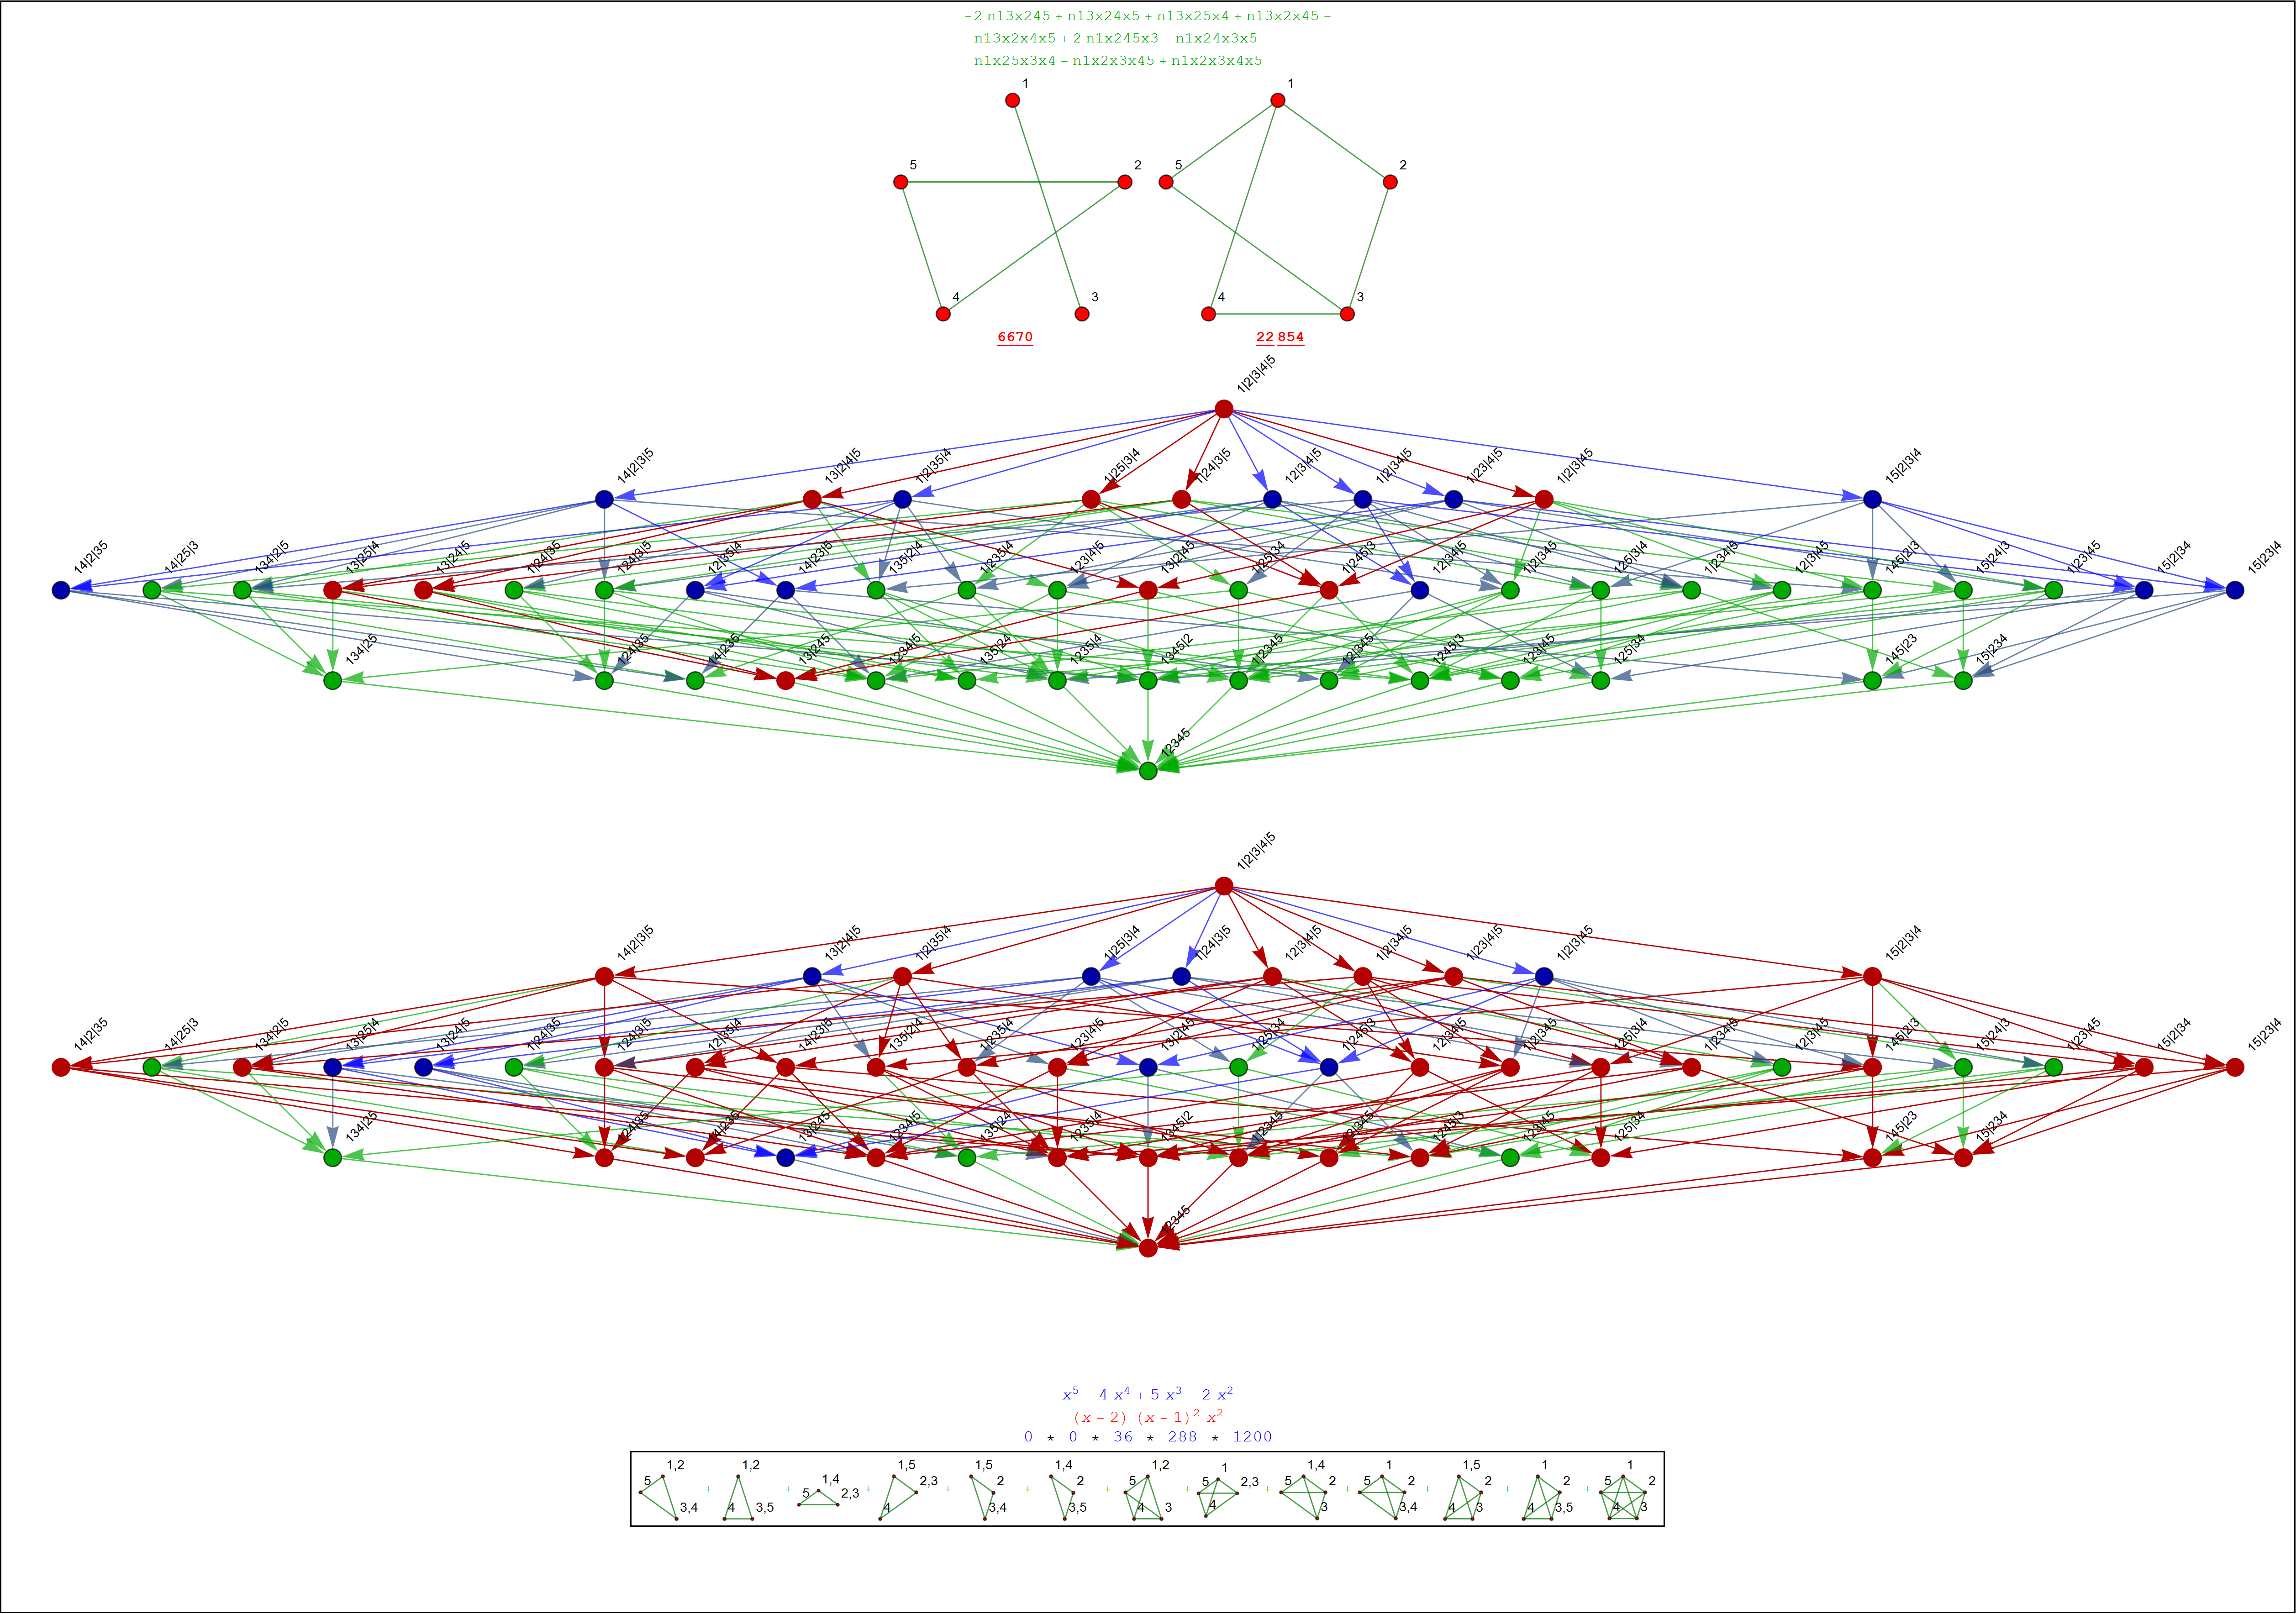 −2 n13x245 + n13x24x5 + n13x25x4 + n13x2x45 −
n13x2x4x5 + 2 n1x245x3 − n1x24x3x5 −
n1x25x3x4 − n1x2x3x45 + n1x2x3x4x5
1 1
5 2 5 2
4 3 4 3
6670 22 854
1|2|3|4|5
14|2|3|5 13|2|4|5 1|2|35|4 1|25|3|4 1|24|3|5 12|3|4|5 1|2|34|5 1|23|4|5 1|2|3|45 15|2|3|4
14|2|35 14|25|3 134|2|5 13|25|4 13|24|5 1|24|35 124|3|5 12|35|4 14|23|5 135|2|4 1|235|4 123|4|5 13|2|45 1|25|34 1|245|3 12|34|5 1|2|345 125|3|4 1|234|5 12|3|45 145|2|3 15|24|3 1|23|45 15|2|34 15|23|4
134|25 124|35 14|235 13|245 1234|5 135|24 1235|4 1345|2 1|2345 12|345 1245|3 123|45 125|34 145|23 15|234
12345
1|2|3|4|5
14|2|3|5 13|2|4|5 1|2|35|4 1|25|3|4 1|24|3|5 12|3|4|5 1|2|34|5 1|23|4|5 1|2|3|45 15|2|3|4
14|2|35 14|25|3 134|2|5 13|25|4 13|24|5 1|24|35 124|3|5 12|35|4 14|23|5 135|2|4 1|235|4 123|4|5 13|2|45 1|25|34 1|245|3 12|34|5 1|2|345 125|3|4 1|234|5 12|3|45 145|2|3 15|24|3 1|23|45 15|2|34 15|23|4
134|25 124|35 14|235 13|245 1234|5 135|24 1235|4 1345|2 1|2345 12|345 1245|3 123|45 125|34 145|23 15|234
12345
x⁵ − 4 x⁴ + 5 x³ − 2 x²
(x − 2) (x − 1)² x²
0 * 0 * 36 * 288 * 1200
5 1,2 3,4 + 1,2 4 3,5 + 1,4 5 2,3 + 1,5 2,3 4 + 1,5 2 3,4 + 1,4 2 3,5 + 1,2 5 4 3 + 1 5 2,3 4 + 1,4 5 2 3 + 1 5 2 3,4 + 1,5 2 4 3 + 1 2 4 3,5 + 1 5 2 4 3